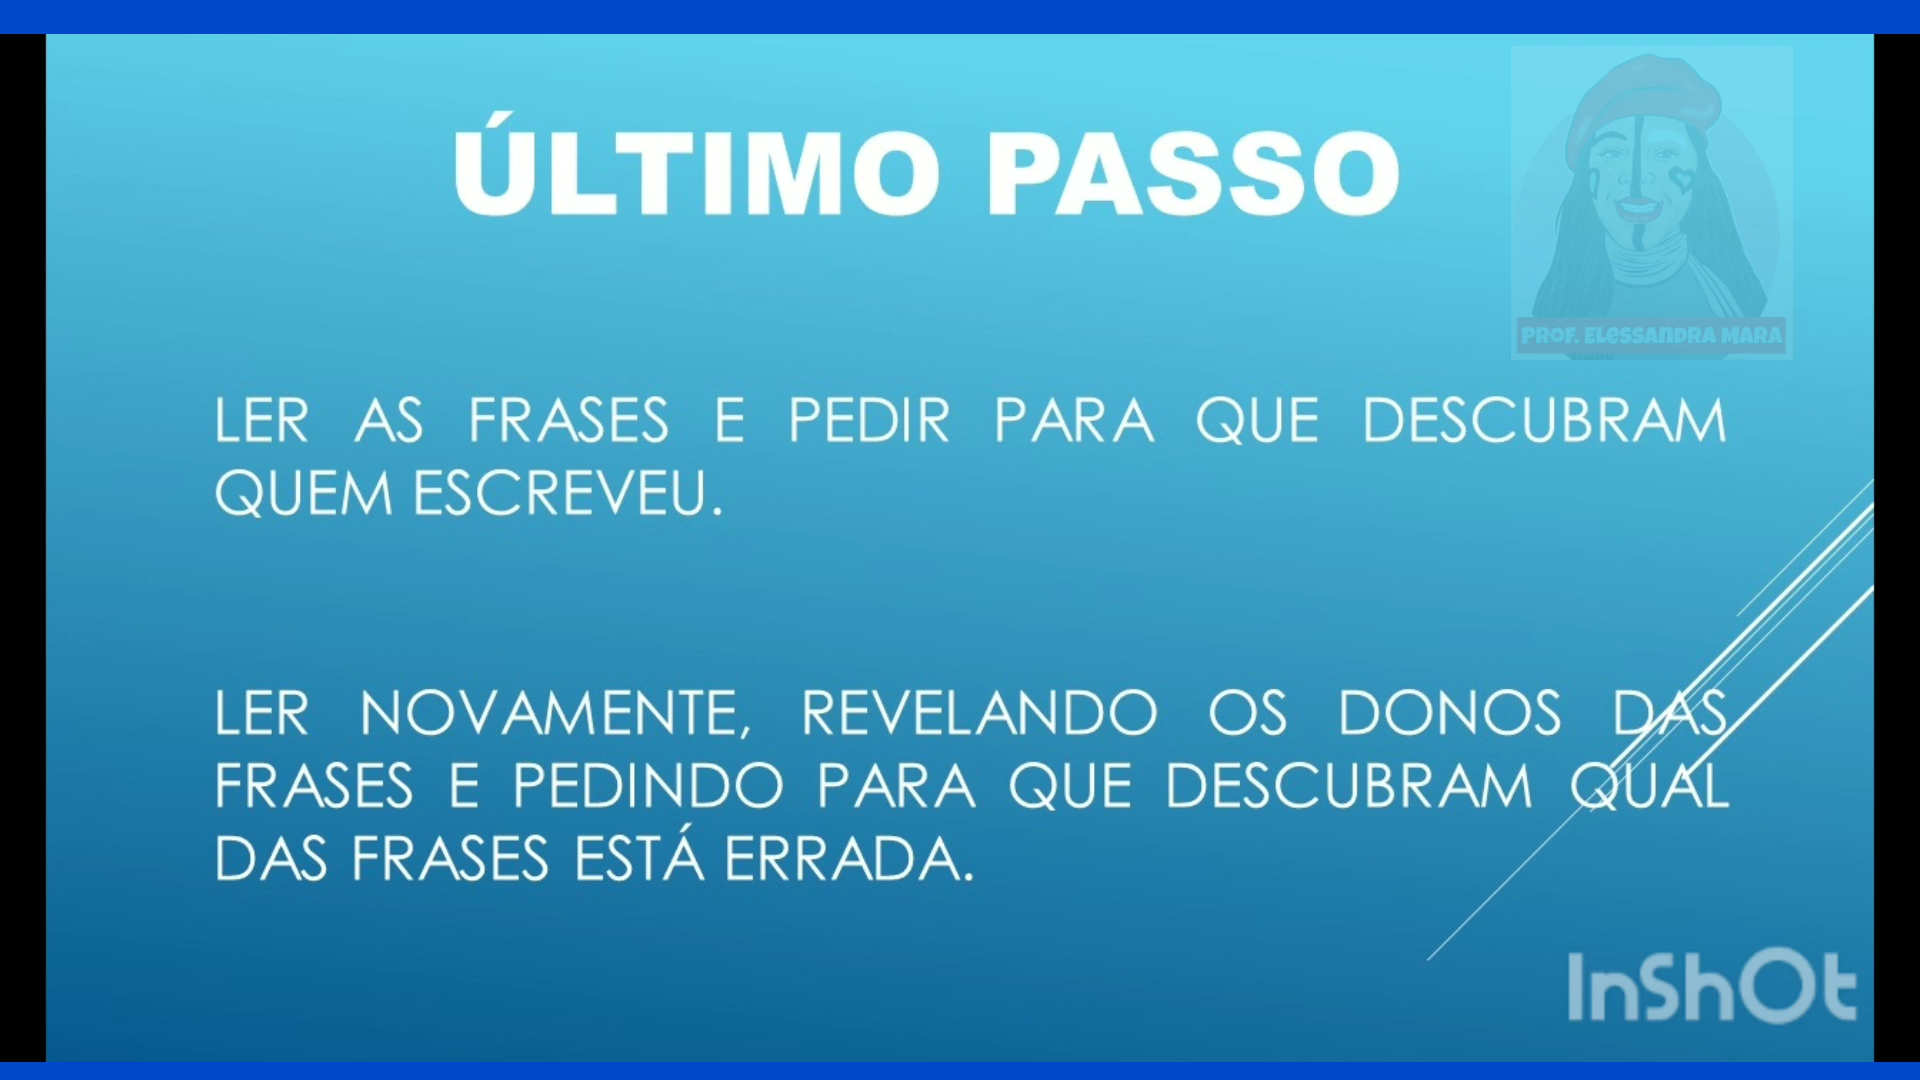 ÚLTIMO PASSO
PROF. ELESSANDRA MARA
LER AS FRASES E PEDIR PARA QUE DESCUBRAM
QUEM ESCREVEU.
LER NOVAMENTE, REVELANDO OS DONOS DAS
FRASES E PEDINDO PARA QUE DESCUBRAM QUAL
DAS FRASES ESTÁ ERRADA.
InShOt